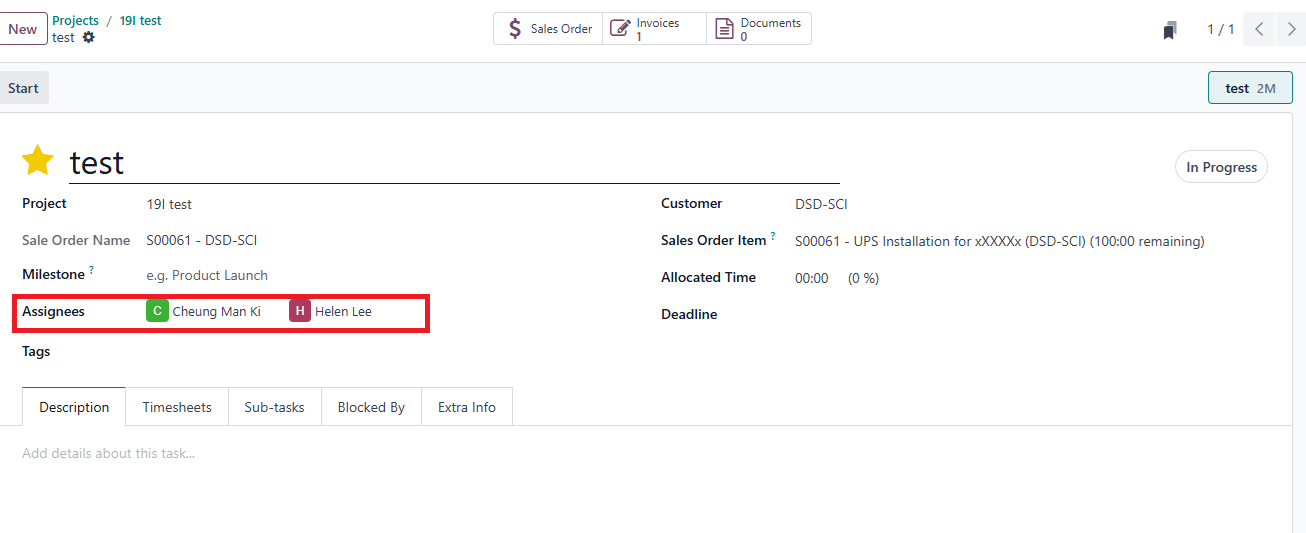 New
Projects / 19I test
test
Sales Order
Invoices
1
Documents
0
1 / 1
Start
test 2M
test
In Progress
Project 19I test
Customer DSD-SCI
Sale Order Name S00061 - DSD-SCI
Sales Order Item ? S00061 - UPS Installation for xXXXXx (DSD-SCI) (100:00 remaining)
Milestone ? e.g. Product Launch
Allocated Time 00:00 (0 %)
Assignees C Cheung Man Ki H Helen Lee
Deadline
Tags
Description Timesheets Sub-tasks Blocked By Extra Info
Add details about this task...